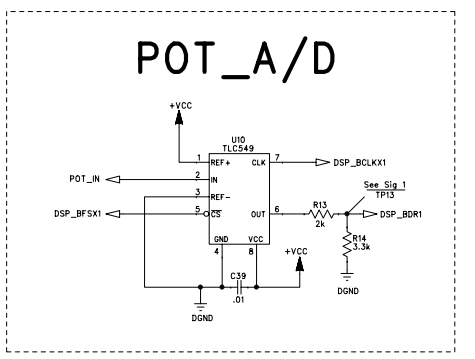 POT_A/D
+VCC
U10
TLC549
1 REF+ CLK 7 DSP_BCLKX1
POT_IN 2 IN
3 REF-
DSP_BFSX1 5 CS OUT 6 R13 2k DSP_BDR1
See Sig 1
TP13
R14
3.3k
GND VCC
4 8
+VCC
C39
.01
DGND
DGND